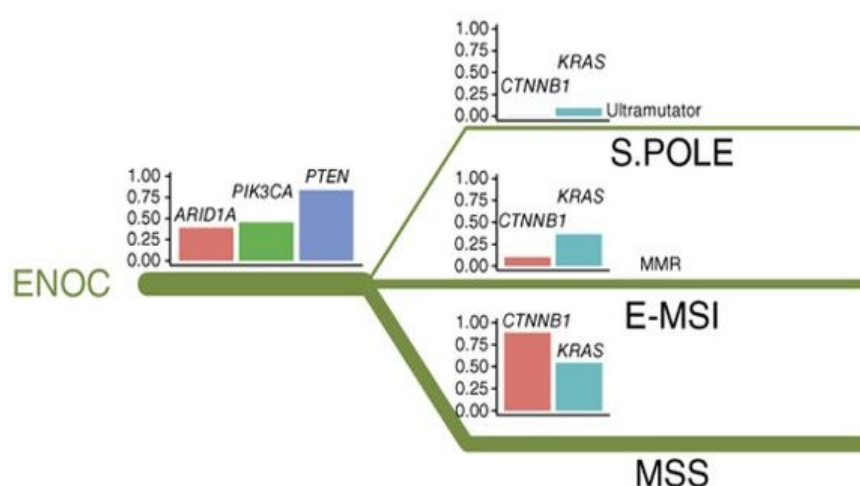 1.00
0.75
0.50
0.25
0.00
KRAS
CTNNB1
Ultramutator
S.POLE
1.00
0.75
0.50
0.25
0.00
ARID1A
PIK3CA
PTEN
ENOC
1.00
0.75
0.50
0.25
0.00
KRAS
CTNNB1
MMR
E-MSI
1.00
0.75
0.50
0.25
0.00
CTNNB1
KRAS
MSS